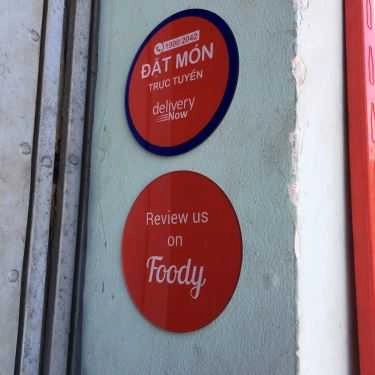 1900 2042
ĐẶT MÓN
TRỰC TUYẾN
delivery
Now
Review us
on
Foody